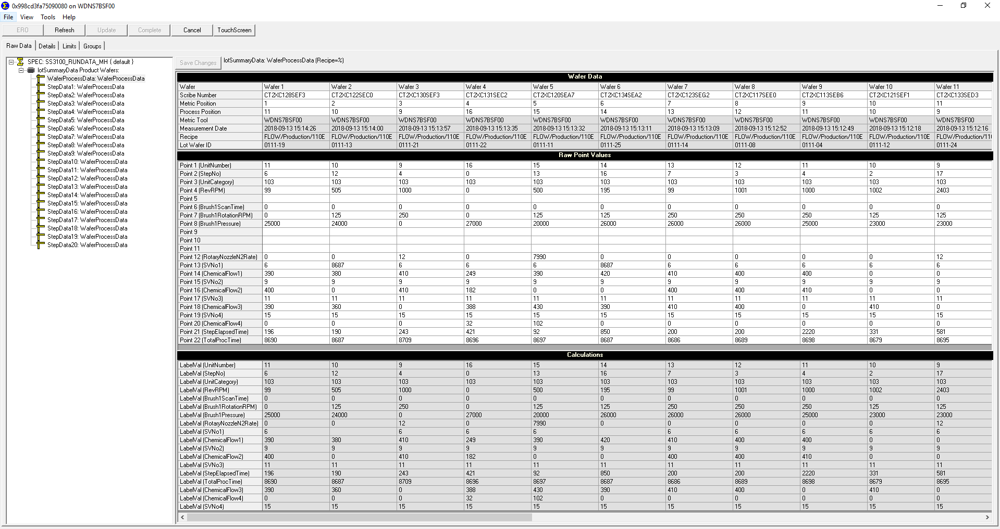 0x998cd3fa75090080 on WDNS7BSF00
File View Tools Help
ERO Refresh Update Complete Cancel TouchScreen
Raw Data Details Limits Groups
SPEC: SS3100_RUNDATA_MH { default }
lotSummaryData Product Wafers:
WaferProcessData: WaferProcessData
StepData1: WaferProcessData
StepData2: WaferProcessData
StepData3: WaferProcessData
StepData4: WaferProcessData
StepData5: WaferProcessData
StepData6: WaferProcessData
StepData7: WaferProcessData
StepData8: WaferProcessData
StepData9: WaferProcessData
StepData10: WaferProcessData
StepData11: WaferProcessData
StepData12: WaferProcessData
StepData13: WaferProcessData
StepData14: WaferProcessData
StepData15: WaferProcessData
StepData16: WaferProcessData
StepData17: WaferProcessData
StepData18: WaferProcessData
StepData19: WaferProcessData
StepData20: WaferProcessData
Save Changes lotSummaryData: WaferProcessData (Recipe=%)
Wafer Data
Wafer Wafer 1 Wafer 2 Wafer 3 Wafer 4 Wafer 5 Wafer 6 Wafer 7 Wafer 8 Wafer 9 Wafer 10 Wafer 11
Scribe Number CT2XC128SEF3 CT2XC122SEC0 CT2XC130SEF3 CT2XC131SEC2 CT2XC120SEA7 CT2XC134SEA2 CT2XC123SEG2 CT2XC117SEE0 CT2XC113SEB6 CT2XC121SEF1 CT2XC133SED3
Metric Position 1 2 3 4 5 6 7 8 9 10 11
Process Position 11 10 9 16 15 14 13 12 11 10 9
Metric Tool WDNS7BSF00 WDNS7BSF00 WDNS7BSF00 WDNS7BSF00 WDNS7BSF00 WDNS7BSF00 WDNS7BSF00 WDNS7BSF00 WDNS7BSF00 WDNS7BSF00 WDNS7BSF00
Measurement Date 2018-09-13 15:14:26 2018-09-13 15:14:00 2018-09-13 15:13:57 2018-09-13 15:13:35 2018-09-13 15:13:32 2018-09-13 15:13:11 2018-09-13 15:13:09 2018-09-13 15:12:52 2018-09-13 15:12:49 2018-09-13 15:12:18 2018-09-13 15:12:16
Recipe FLOW/Production/110E FLOW/Production/110E FLOW/Production/110E FLOW/Production/110E FLOW/Production/110E FLOW/Production/110E FLOW/Production/110E FLOW/Production/110E FLOW/Production/110E FLOW/Production/110E FLOW/Production/11
Lot Wafer ID 0111-19 0111-13 0111-21 0111-22 0111-11 0111-25 0111-14 0111-08 0111-04 0111-12 0111-24
Raw Point Values
Point 1 (UnitNumber) 11 10 9 16 15 14 13 12 11 10 9
Point 2 (StepNo) 6 12 4 0 13 16 7 3 4 2 17
Point 3 (UnitCategory) 103 103 103 103 103 103 103 103 103 103 103
Point 4 (RevRPM) 99 505 1000 0 500 195 99 1001 1000 1002 2403
Point 5
Point 6 (Brush1ScanTime) 0 0 0 0 0 0 0 0 0 0 0
Point 7 (Brush1RotationRPM) 0 125 250 0 125 125 250 250 250 125 125
Point 8 (Brush1Pressure) 25000 24000 0 27000 20000 26000 26000 26000 25000 23000 23000
Point 9
Point 10
Point 11
Point 12 (RotaryNozzleN2Rate) 0 0 12 0 7990 0 0 0 0 0 12
Point 13 (SVNo1) 6 8687 6 6 6 8687 6 6 6 6 6
Point 14 (ChemicalFlow1) 390 380 410 249 390 420 410 400 400 0 0
Point 15 (SVNo2) 9 9 9 9 9 9 9 9 9 9 9
Point 16 (ChemicalFlow2) 400 0 410 182 0 0 400 400 410 0 0
Point 17 (SVNo3) 11 11 11 11 11 11 11 11 11 11 11
Point 18 (ChemicalFlow3) 390 360 0 388 430 390 410 400 0 410 0
Point 19 (SVNo4) 15 15 15 15 15 15 15 15 15 15 15
Point 20 (ChemicalFlow4) 0 0 0 32 102 0 0 0 0 0 0
Point 21 (StepElapsedTime) 196 190 243 421 92 850 200 200 2220 331 581
Point 22 (TotalProcTime) 8690 8687 8709 8696 8697 8687 8686 8689 8698 8679 8695
Calculations
LabelVal (UnitNumber) 11 10 9 16 15 14 13 12 11 10 9
LabelVal (StepNo) 6 12 4 0 13 16 7 3 4 2 17
LabelVal (UnitCategory) 103 103 103 103 103 103 103 103 103 103 103
LabelVal (RevRPM) 99 505 1000 0 500 195 99 1001 1000 1002 2403
LabelVal (Brush1ScanTime) 0 0 0 0 0 0 0 0 0 0 0
LabelVal (Brush1RotationRPM) 0 125 250 0 125 125 250 250 250 125 125
LabelVal (Brush1Pressure) 25000 24000 0 27000 20000 26000 26000 26000 25000 23000 23000
LabelVal (RotaryNozzleN2Rate) 0 0 12 0 7990 0 0 0 0 0 12
LabelVal (SVNo1) 6 6 6 6 6 6 6 6 6
LabelVal (ChemicalFlow1) 390 380 410 249 390 420 410 400 400 0 0
LabelVal (SVNo2) 9 9 9 9 9 9 9 9 9 9 9
LabelVal (ChemicalFlow2) 400 0 410 182 0 0 400 400 410 0 0
LabelVal (SVNo3) 11 11 11 11 11 11 11 11 11 11 11
LabelVal (StepElapsedTime) 196 190 243 421 92 850 200 200 2220 331 581
LabelVal (TotalProcTime) 8690 8687 8709 8696 8697 8687 8686 8689 8698 8679 8695
LabelVal (ChemicalFlow3) 390 360 0 388 430 390 410 400 0 410 0
LabelVal (ChemicalFlow4) 0 0 0 32 102 0 0 0 0 0 0
LabelVal (SVNo4) 15 15 15 15 15 15 15 15 15 15 15